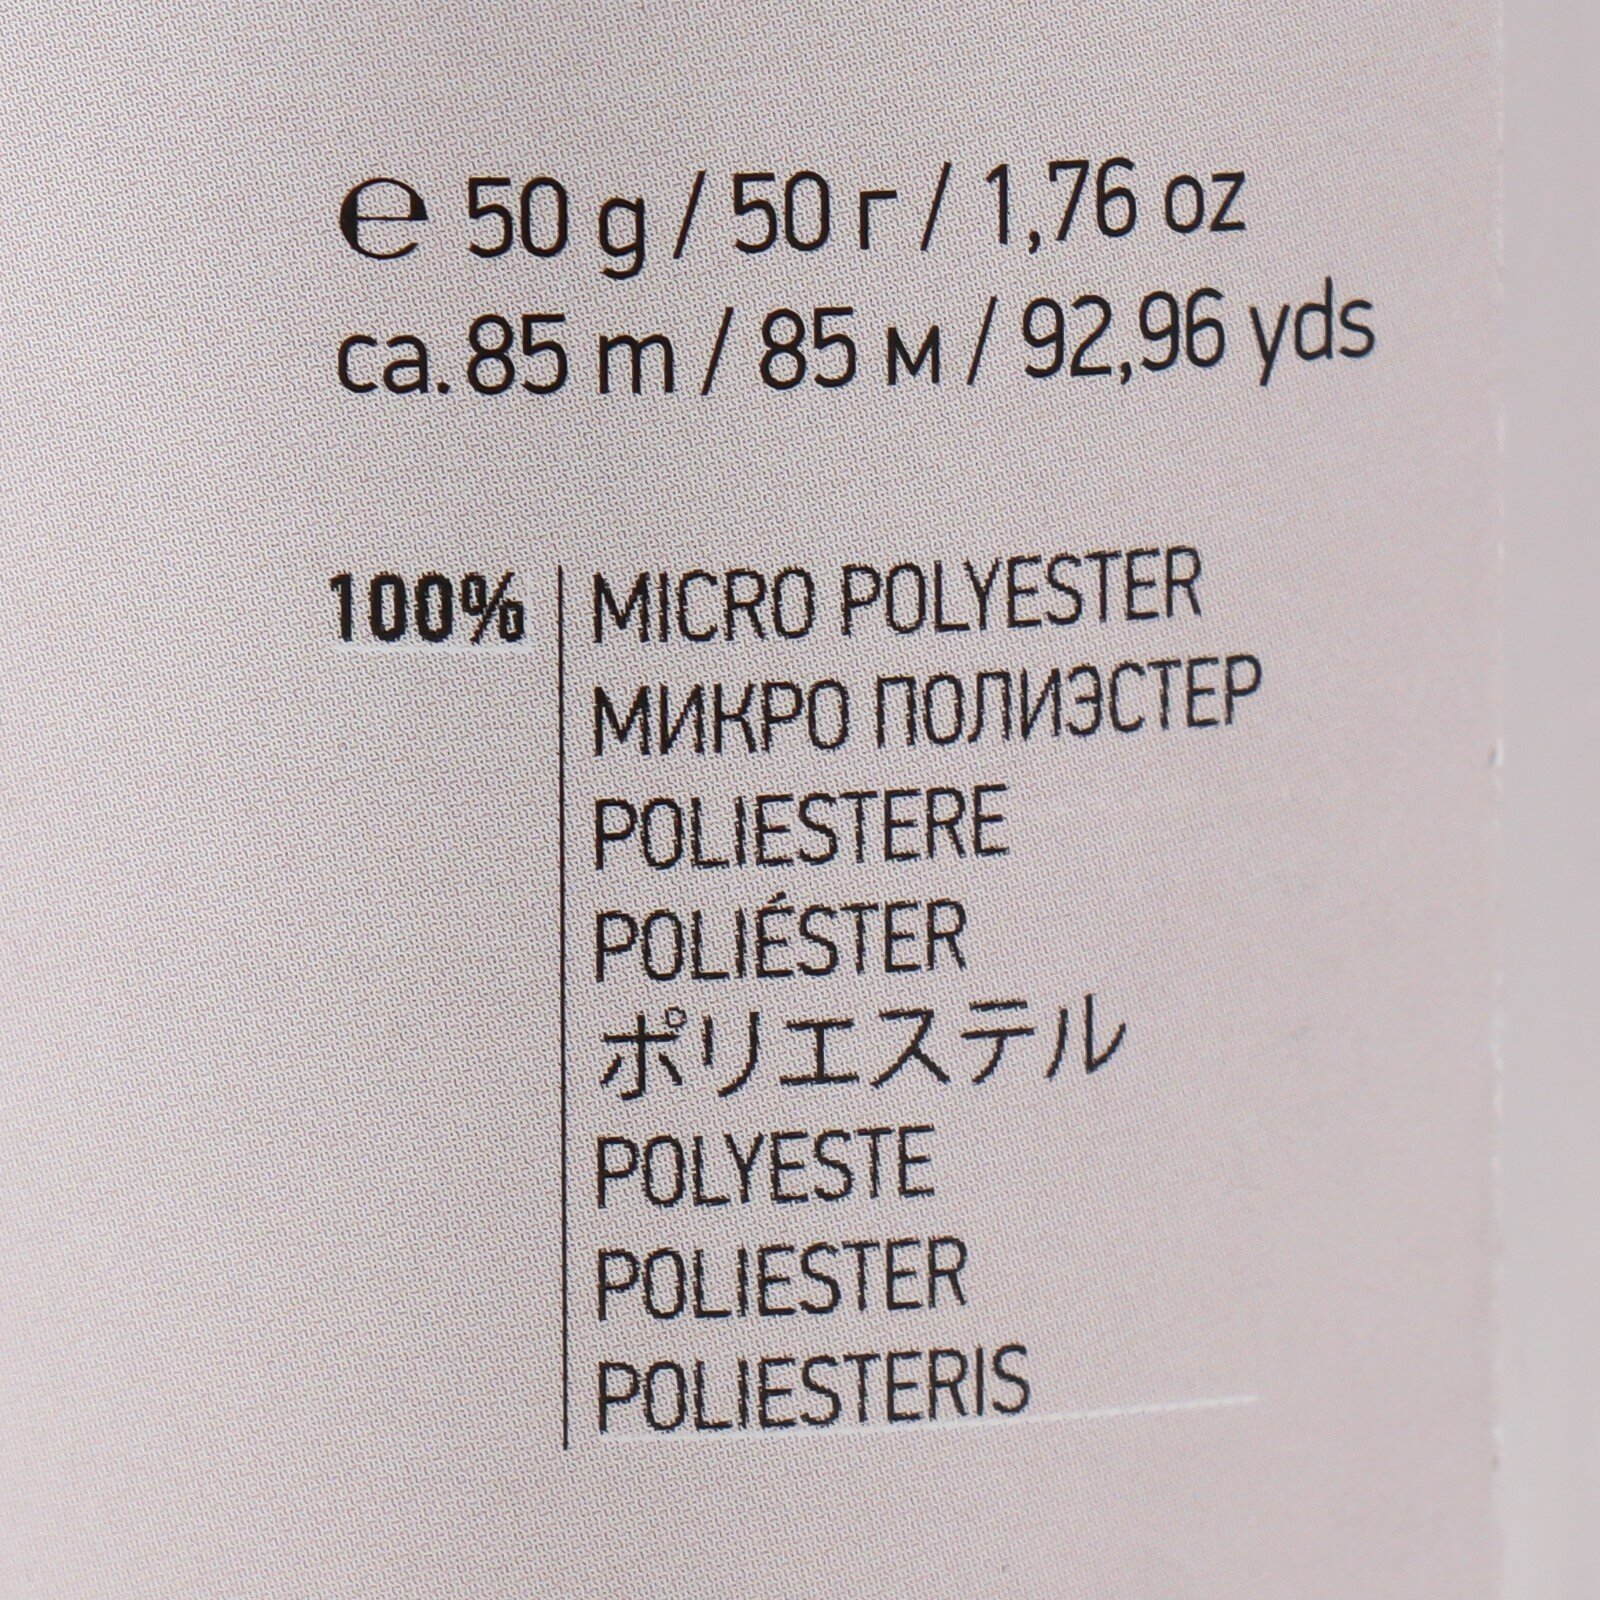 ℮ 50 g / 50 г / 1,76 oz
ca. 85 m / 85 м / 92,96 yds
100% MICRO POLYESTER
МИКРО ПОЛИЭСТЕР
POLIESTERE
POLIÉSTER
ポリエステル
POLYESTE
POLIESTER
POLIESTERIS